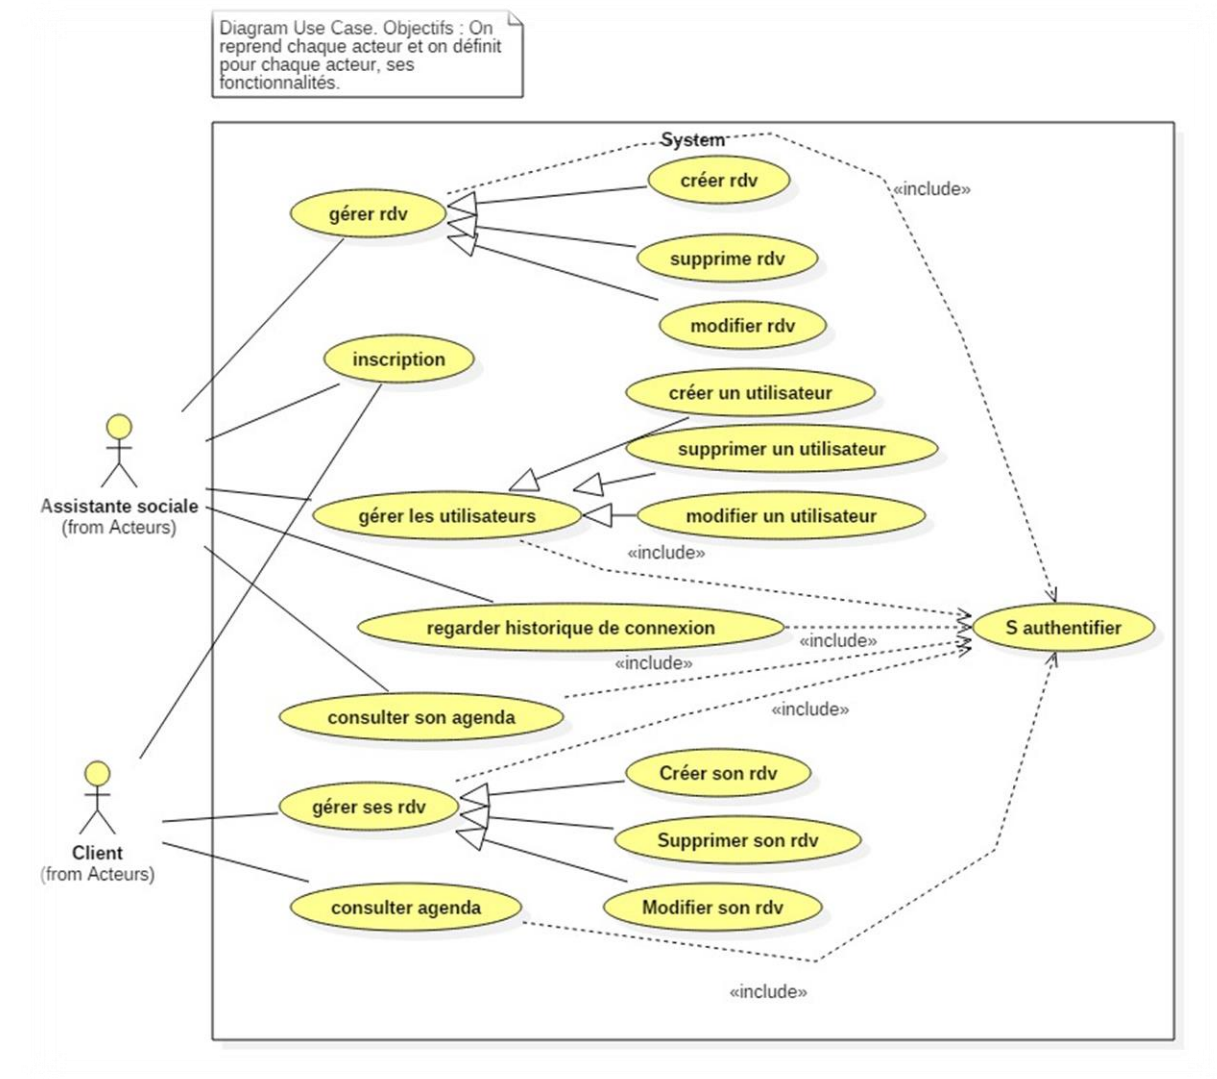 Diagram Use Case. Objectifs : On
reprend chaque acteur et on définit
pour chaque acteur, ses
fonctionnalités.
System
créer rdv
«include»
gérer rdv
supprime rdv
modifier rdv
inscription
créer un utilisateur
supprimer un utilisateur
Assistante sociale
(from Acteurs)
gérer les utilisateurs
modifier un utilisateur
«include»
regarder historique de connexion
S authentifier
«include»
«include»
consulter son agenda
«include»
Créer son rdv
gérer ses rdv
Supprimer son rdv
Client
(from Acteurs)
consulter agenda
Modifier son rdv
«include»